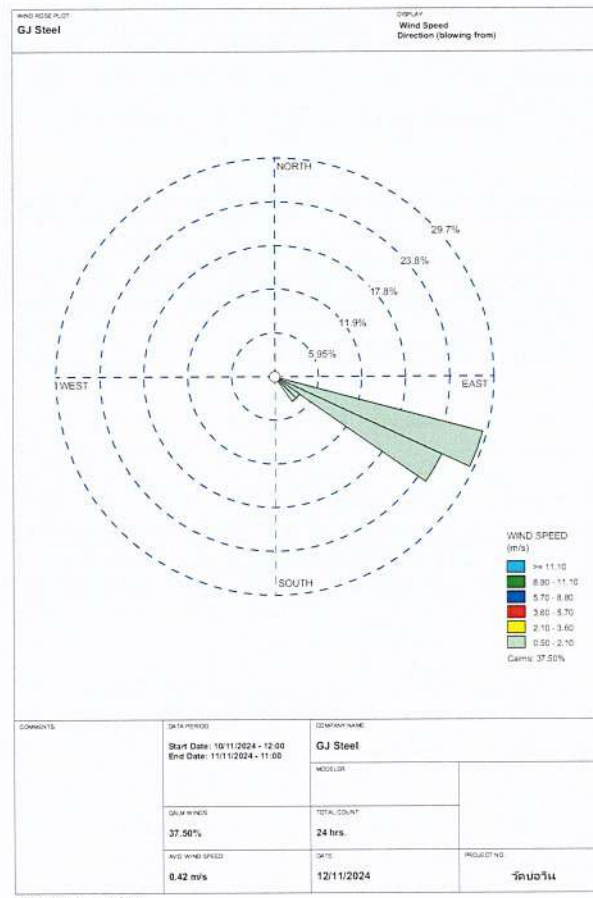 WIND ROSE PLOT
GJ Steel
DISPLAY
Wind Speed
Direction (blowing from)
NORTH
29.7%
23.8%
17.8%
11.9%
5.95%
WEST
EAST
SOUTH
WIND SPEED
(m/s)
>= 11.10
8.80 - 11.10
5.70 - 8.80
3.60 - 5.70
2.10 - 3.60
0.50 - 2.10
Calms: 37.50%
COMMENTS
DATA PERIOD
Start Date: 10/11/2024 - 12:00
End Date: 11/11/2024 - 11:00
COMPANY NAME
GJ Steel
MODELER
CALM WINDS
37.50%
TOTAL COUNT
24 hrs.
AVG. WIND SPEED
0.42 m/s
DATE
12/11/2024
PROJECT NO.
วัดบ่อวิน